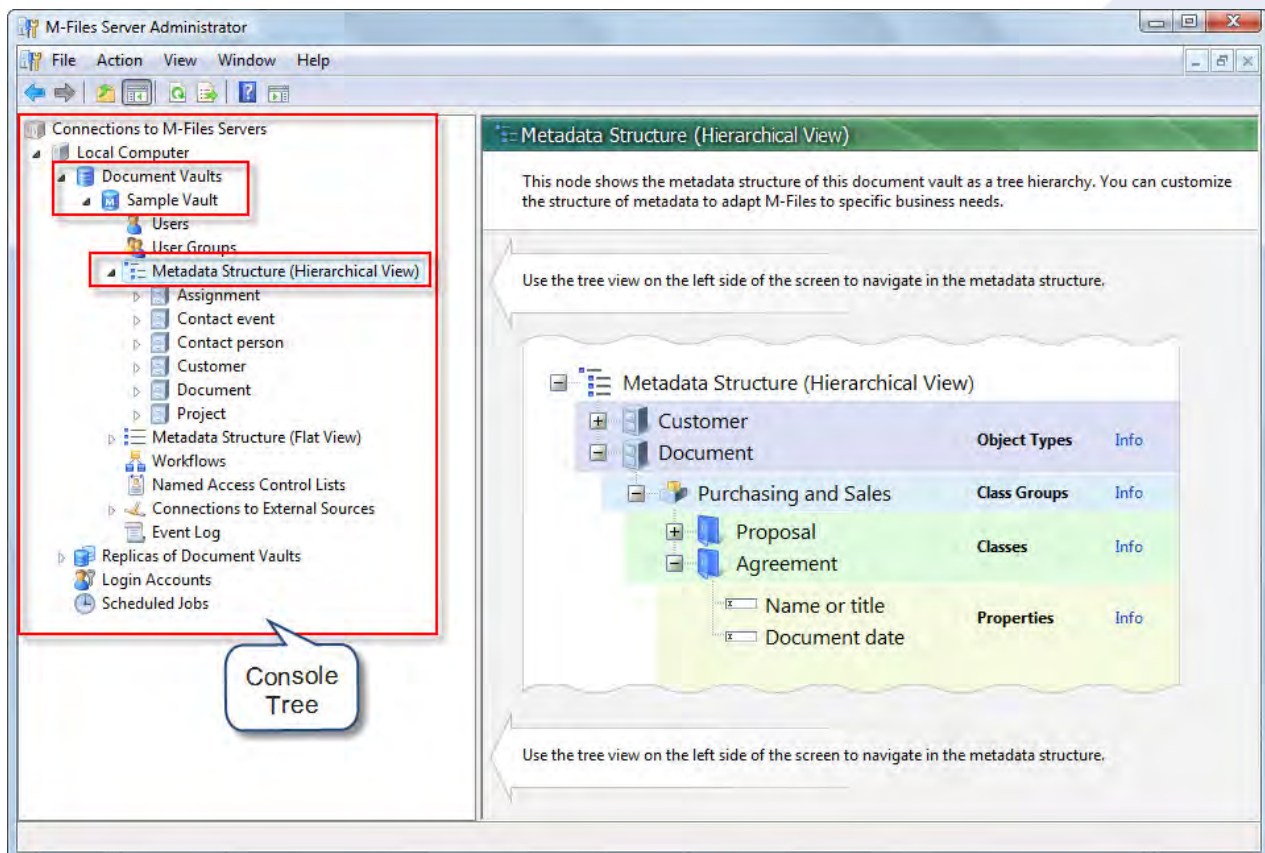 M-Files Server Administrator
File Action View Window Help
Connections to M-Files Servers
Local Computer
Document Vaults
Sample Vault
Users
User Groups
Metadata Structure (Hierarchical View)
Assignment
Contact event
Contact person
Customer
Document
Project
Metadata Structure (Flat View)
Workflows
Named Access Control Lists
Connections to External Sources
Event Log
Replicas of Document Vaults
Login Accounts
Scheduled Jobs
Console
Tree
Metadata Structure (Hierarchical View)
This node shows the metadata structure of this document vault as a tree hierarchy. You can customize
the structure of metadata to adapt M-Files to specific business needs.
Use the tree view on the left side of the screen to navigate in the metadata structure.
Metadata Structure (Hierarchical View)
Customer
Document
Object Types Info
Purchasing and Sales Class Groups Info
Proposal
Agreement
Classes Info
Name or title
Document date
Properties Info
Use the tree view on the left side of the screen to navigate in the metadata structure.